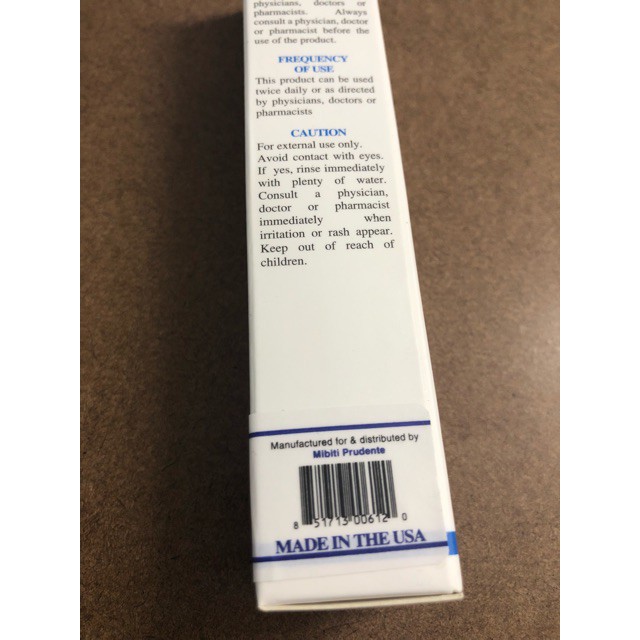 physicians, doctors or
pharmacists. Always
consult a physician, doctor
or pharmacist before the
use of the product.
FREQUENCY
OF USE
This product can be used
twice daily or as directed
by physicians, doctors or
pharmacists
CAUTION
For external use only.
Avoid contact with eyes.
If yes, rinse immediately
with plenty of water.
Consult a physician,
doctor or pharmacist
immediately when
irritation or rash appear.
Keep out of reach of
children.
Manufactured for & distributed by
Mibiti Prudente
8 51713 00612 0
MADE IN THE USA